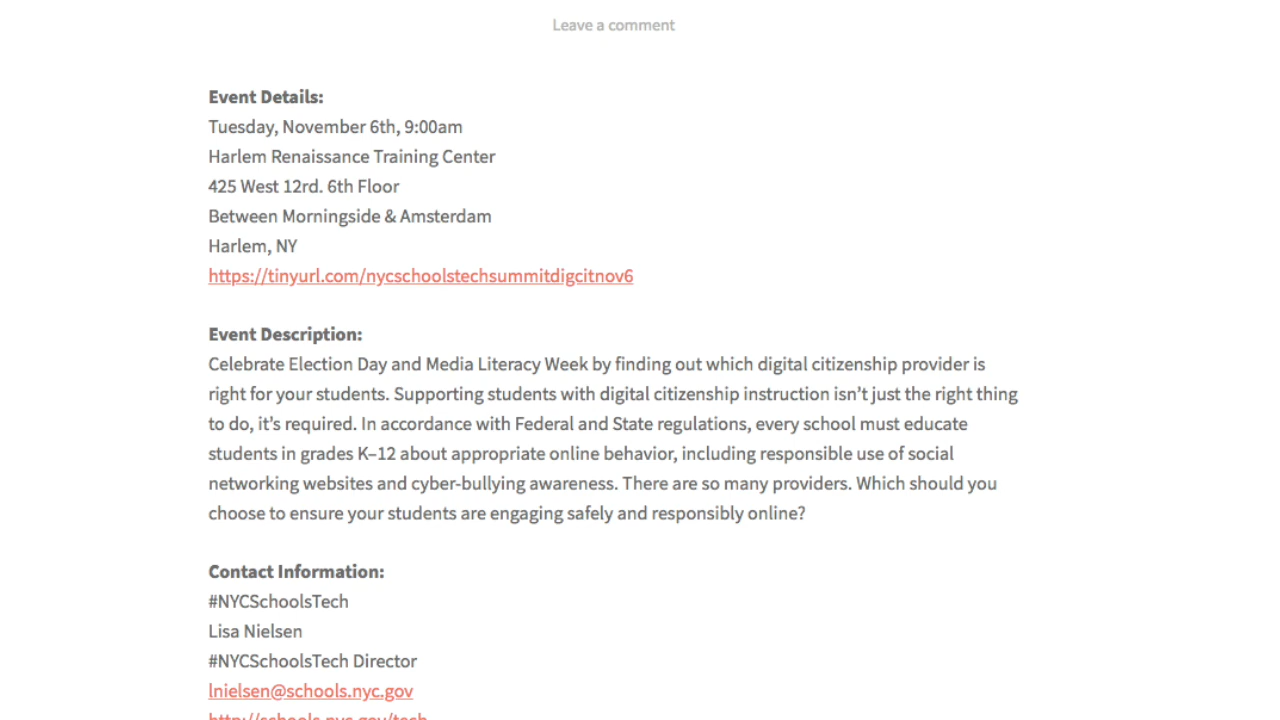 Leave a comment
Event Details:
Tuesday, November 6th, 9:00am
Harlem Renaissance Training Center
425 West 12rd. 6th Floor
Between Morningside & Amsterdam
Harlem, NY
https://tinyurl.com/nycschoolstechsummitdigcitnov6
Event Description:
Celebrate Election Day and Media Literacy Week by finding out which digital citizenship provider is
right for your students. Supporting students with digital citizenship instruction isn’t just the right thing
to do, it’s required. In accordance with Federal and State regulations, every school must educate
students in grades K–12 about appropriate online behavior, including responsible use of social
networking websites and cyber-bullying awareness. There are so many providers. Which should you
choose to ensure your students are engaging safely and responsibly online?
Contact Information:
#NYCSchoolsTech
Lisa Nielsen
#NYCSchoolsTech Director
lnielsen@schools.nyc.gov
http://schools.nyc.gov/tech